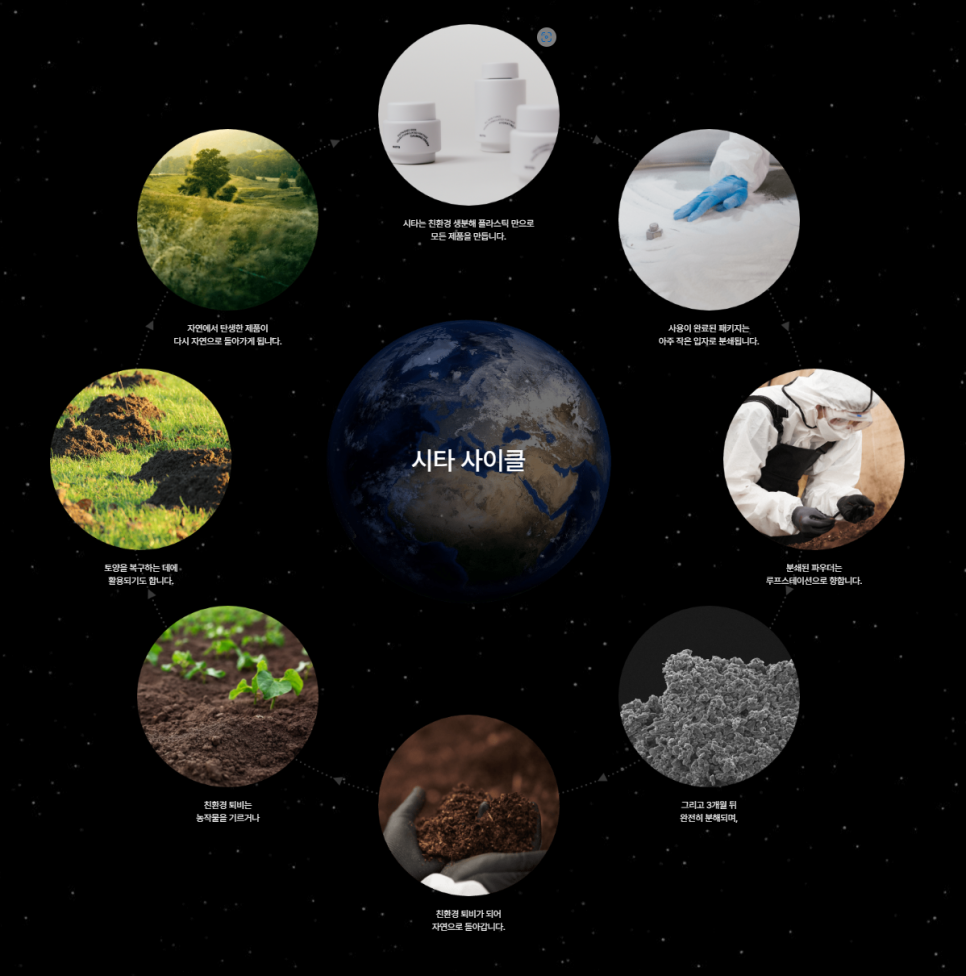 시타는 친환경 생분해 플라스틱 만으로
모든 제품을 만듭니다.
사용이 완료된 패키지는
아주 작은 입자로 분쇄됩니다.
분쇄된 파우더는
루프스테이션으로 향합니다.
그리고 3개월 뒤
완전히 분해되며,
친환경 퇴비가 되어
자연으로 돌아갑니다.
친환경 퇴비는
농작물을 기르거나
토양을 복구하는 데에
활용되기도 합니다.
자연에서 탄생한 제품이
다시 자연으로 돌아가게 됩니다.
시타 사이클